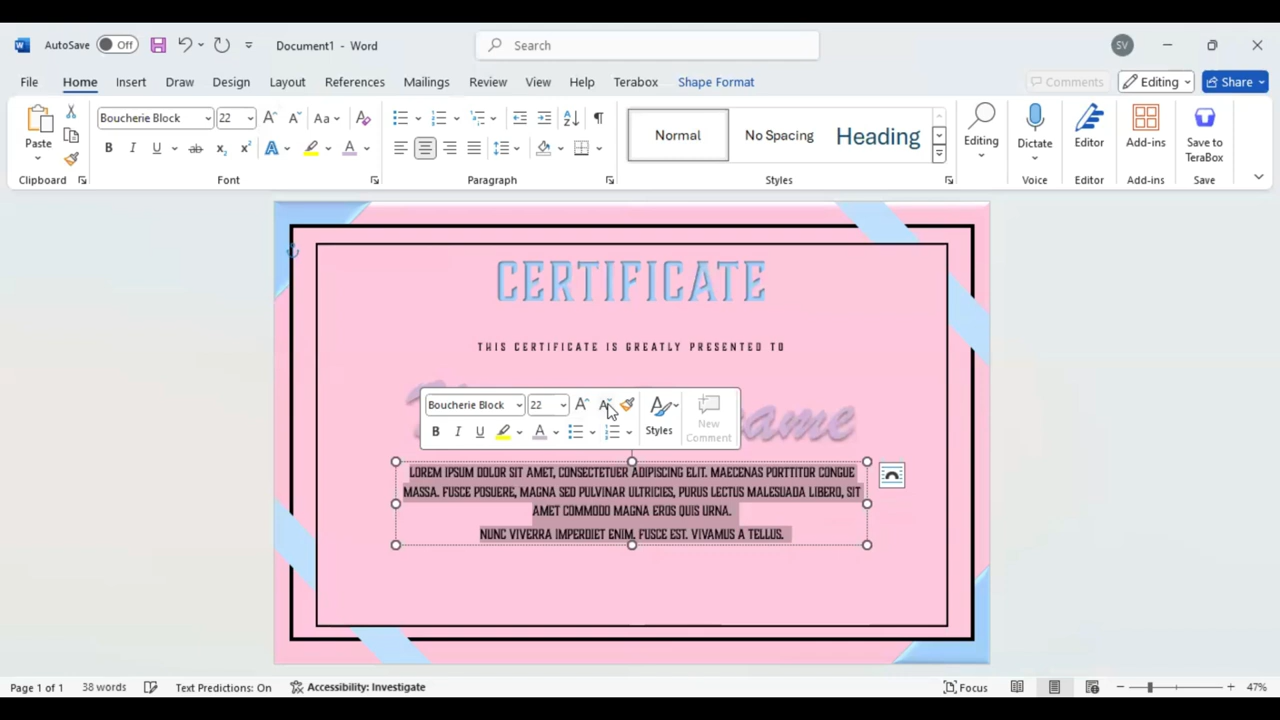 AutoSave Off Document1 - Word Search SV
File Home Insert Draw Design Layout References Mailings Review View Help Terabox Shape Format Comments Editing Share
Paste Boucherie Block 22 Aa Normal No Spacing Heading Editing Dictate Editor Add-ins Save to TeraBox
Clipboard Font Paragraph Styles Voice Editor Add-ins Save
CERTIFICATE
THIS CERTIFICATE IS GREATLY PRESENTED TO
ame
Boucherie Block 22 Styles New Comment
B I U
LOREM IPSUM DOLOR SIT AMET, CONSECTETUER ADIPISCING ELIT. MAECENAS PORTTITOR CONGUE
MASSA. FUSCE POSUERE, MAGNA SED PULVINAR ULTRICIES, PURUS LECTUS MALESUADA LIBERO, SIT
AMET COMMODO MAGNA EROS QUIS URNA.
NUNC VIVERRA IMPERDIET ENIM. FUSCE EST. VIVAMUS A TELLUS.
Page 1 of 1 38 words Text Predictions: On Accessibility: Investigate Focus 47%